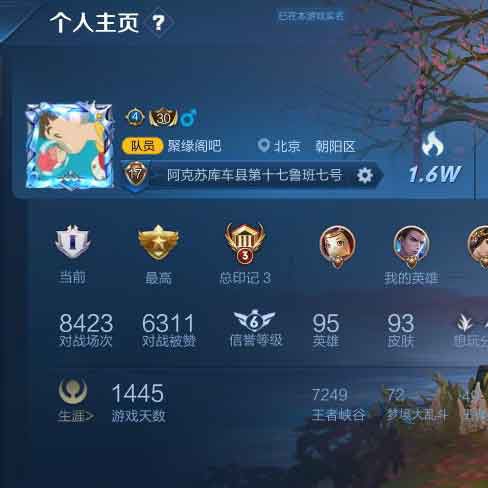 个人主页 ?
已在本游戏实名
4 30
队员 聚缘阁吧 北京 朝阳区
17 阿克苏库车县第十七鲁班七号
1.6W
3
当前 最高 总印记 3 我的英雄
8423 6311 6 95 93
对战场次 对战被赞 信誉等级 英雄 皮肤 想玩
1445 7249 72
生涯> 游戏天数 王者峡谷 梦境大乱斗